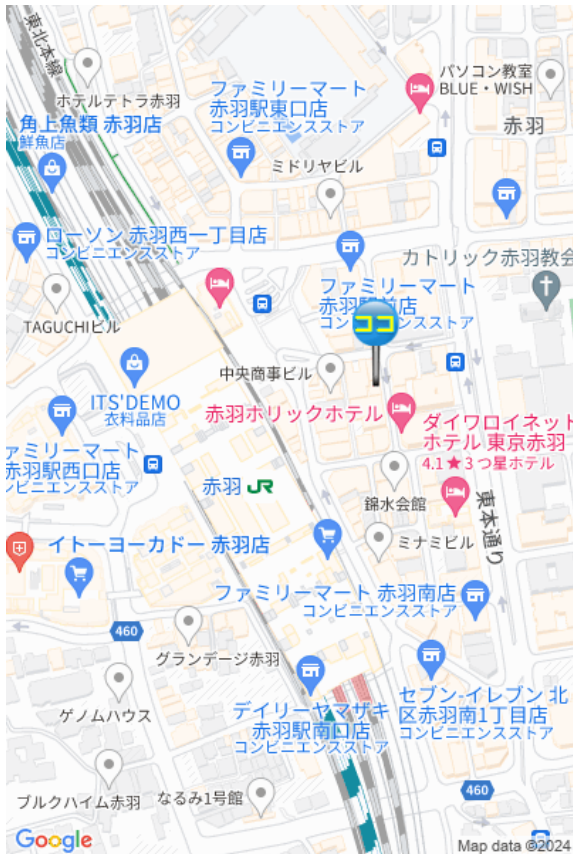 東北本線
ホテルテトラ赤羽
ファミリーマート
赤羽駅東口店
コンビニエンスストア
パソコン教室
BLUE・WISH
赤羽
角上魚類 赤羽店
鮮魚店
ミドリヤビル
ローソン 赤羽西一丁目店
コンビニエンスストア
カトリック赤羽教会
ファミリーマート
赤羽駅前店
コンビニエンスストア
ココ
TAGUCHIビル
中央商事ビル
ITS'DEMO
衣料品店
赤羽ホリックホテル
ダイワロイネット
ホテル 東京赤羽
4.1★3つ星ホテル
ファミリーマート
赤羽駅西口店
ンビニエンスストア
赤羽 JR
錦水会館
東本通り
イトーヨーカドー 赤羽店
ミナミビル
ファミリーマート 赤羽南店
コンビニエンスストア
460
グランデージ赤羽
ゲノムハウス
デイリーヤマザキ
赤羽駅南口店
コンビニエンスストア
セブン-イレブン 北
区赤羽南1丁目店
コンビニエンスストア
ブルクハイム赤羽
なるみ1号館
460
Google
Map data ©2024